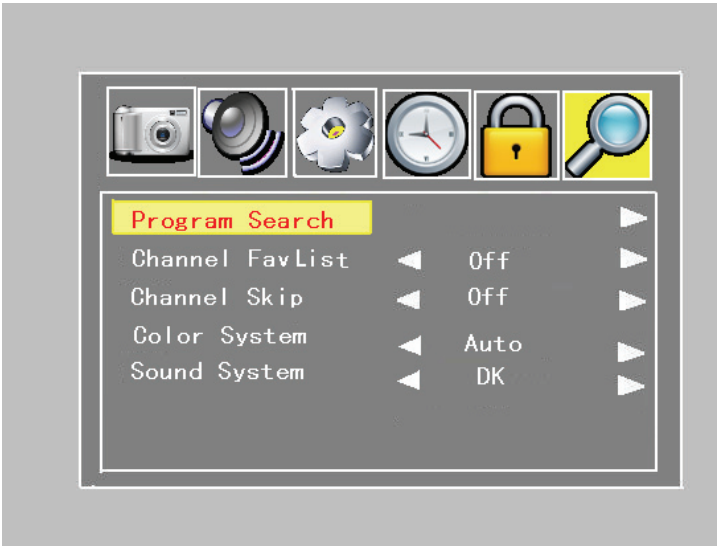 Program Search
Channel FavList Off
Channel Skip Off
Color System Auto
Sound System DK